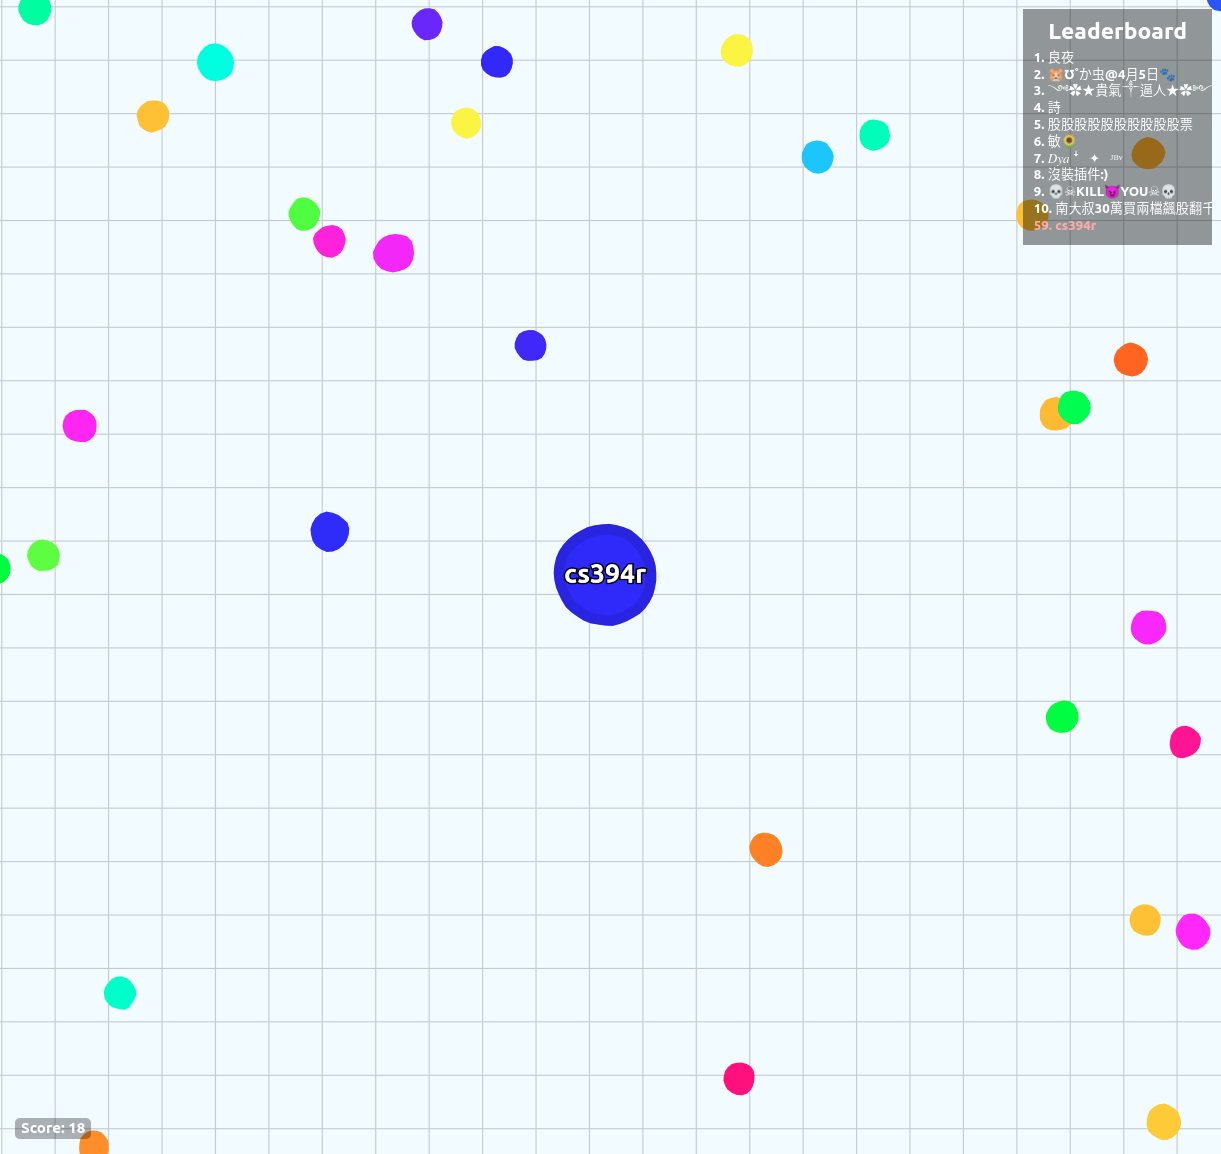 Leaderboard
1. 良夜
2. 🐹℧˚か虫@4月5日🐾
3. ༺✿★貴氣༒逼人★✿༻
4. 詩
5. 股股股股股股股股股股票
6. 敏🌻
7. 𝐷𝑦𝑎 ⁺ ✦ ᴶᴮᵛ
8. 沒裝插件:)
9. 💀☠KILL😈YOU☠💀
10. 南大叔30萬買兩檔飆股翻千
59. cs394r
cs394r
Score: 18